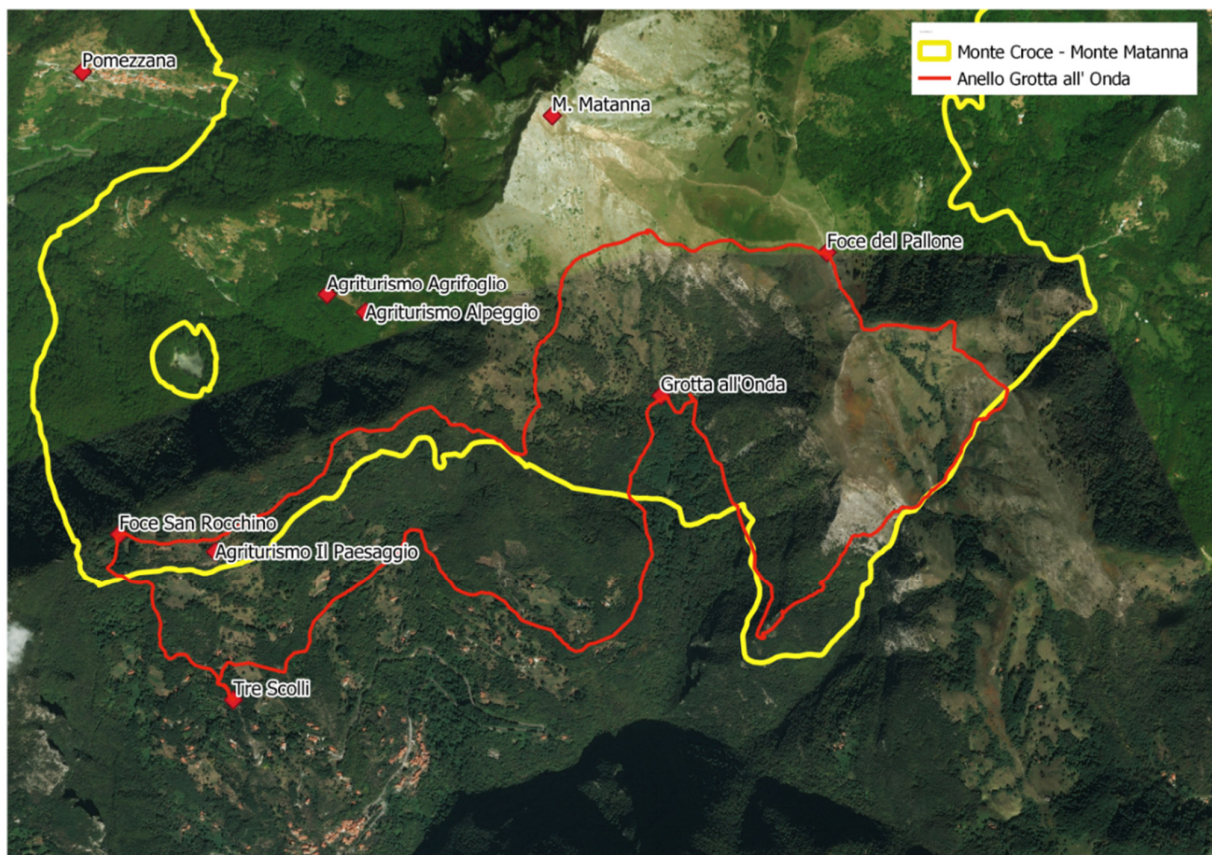 Monte Croce - Monte Matanna
Anello Grotta all' Onda
Pomezzana
M. Matanna
Foce del Pallone
Agriturismo Agrifoglio
Agriturismo Alpeggio
Grotta all'Onda
Foce San Rocchino
Agriturismo Il Paesaggio
Tre Scolli